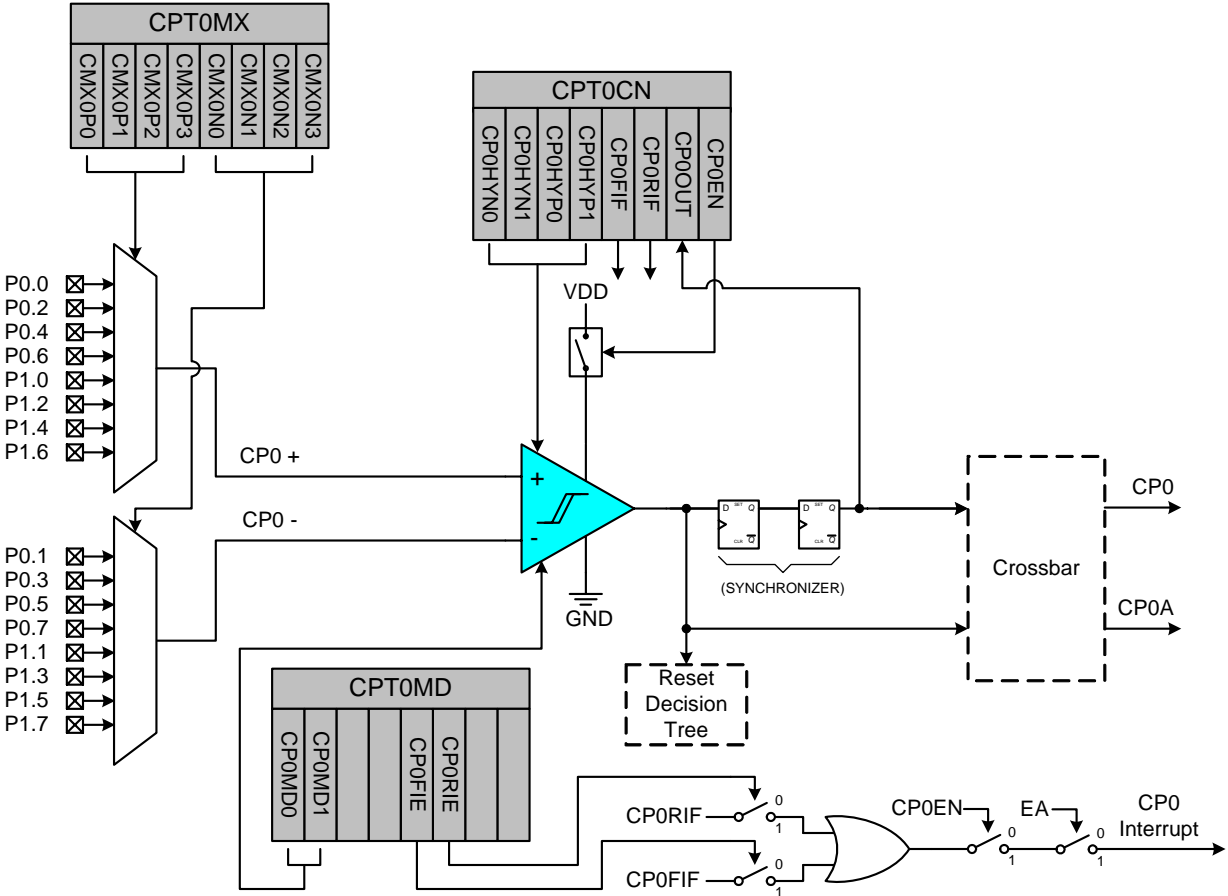 CPT0MX
CMX0P0
CMX0P1
CMX0P2
CMX0P3
CMX0N0
CMX0N1
CMX0N2
CMX0N3
CPT0CN
CP0HYN0
CP0HYN1
CP0HYP0
CP0HYP1
CP0FIF
CP0RIF
CP0OUT
CP0EN
VDD
P0.0
P0.2
P0.4
P0.6
P1.0
P1.2
P1.4
P1.6
CP0 +
CP0 -
+
-
GND
P0.1
P0.3
P0.5
P0.7
P1.1
P1.3
P1.5
P1.7
D SET Q
CLR Q
D SET Q
CLR Q
(SYNCHRONIZER)
Crossbar
CP0
CP0A
Reset
Decision
Tree
CPT0MD
CP0MD0
CP0MD1
CP0FIE
CP0RIE
CP0RIF
0
1
CP0FIF
0
1
CP0EN
0
1
EA
0
1
CP0
Interrupt